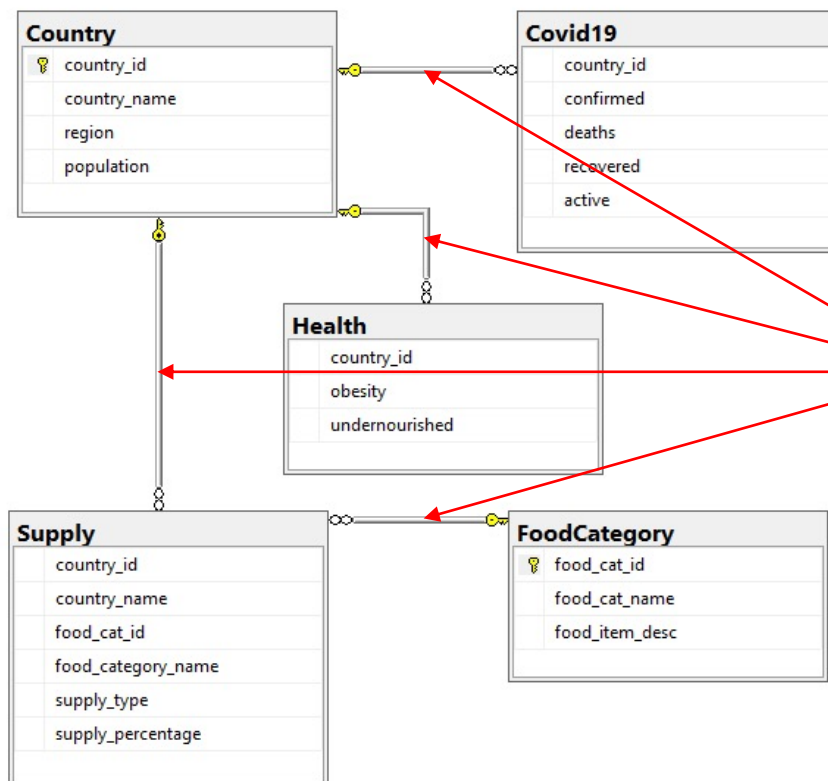 Country
country_id
country_name
region
population
Covid19
country_id
confirmed
deaths
recovered
active
Health
country_id
obesity
undernourished
Supply
country_id
country_name
food_cat_id
food_category_name
supply_type
supply_percentage
FoodCategory
food_cat_id
food_cat_name
food_item_desc